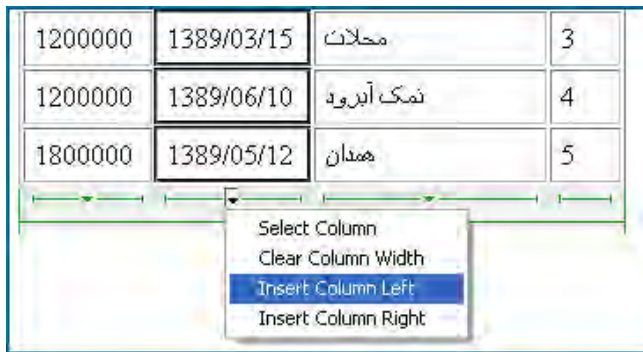 3 محلات 1389/03/15 1200000
4 نمک آبرود 1389/06/10 1200000
5 همدان 1389/05/12 1800000
Select Column
Clear Column Width
Insert Column Left
Insert Column Right